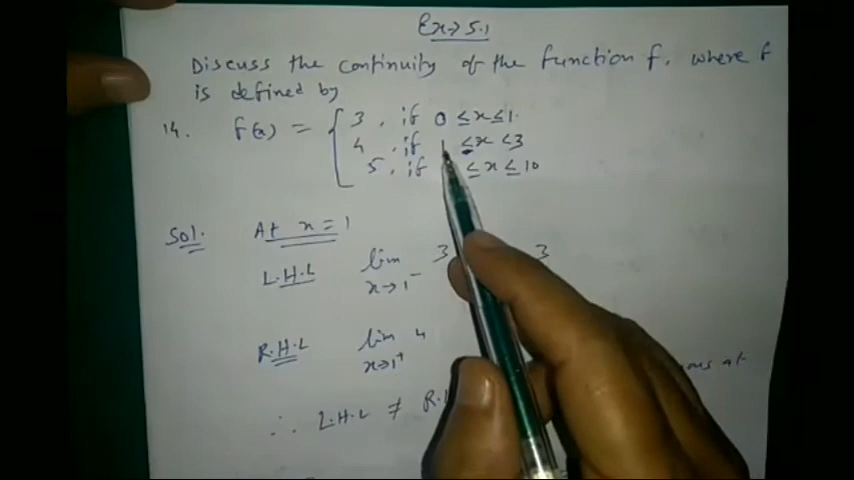 Ex→ 5.1
Discuss the continuity of the function f, where f
is defined by
14. f(x) = { 3, if 0 ≤ x ≤ 1
4, if 1 ≤ x < 3
5, if ≤ x ≤ 10
Sol. At x = 1
L.H.L lim x→1⁻ 3 3
R.H.L lim x→1⁺ 4
at
∴ L.H.L ≠ R.